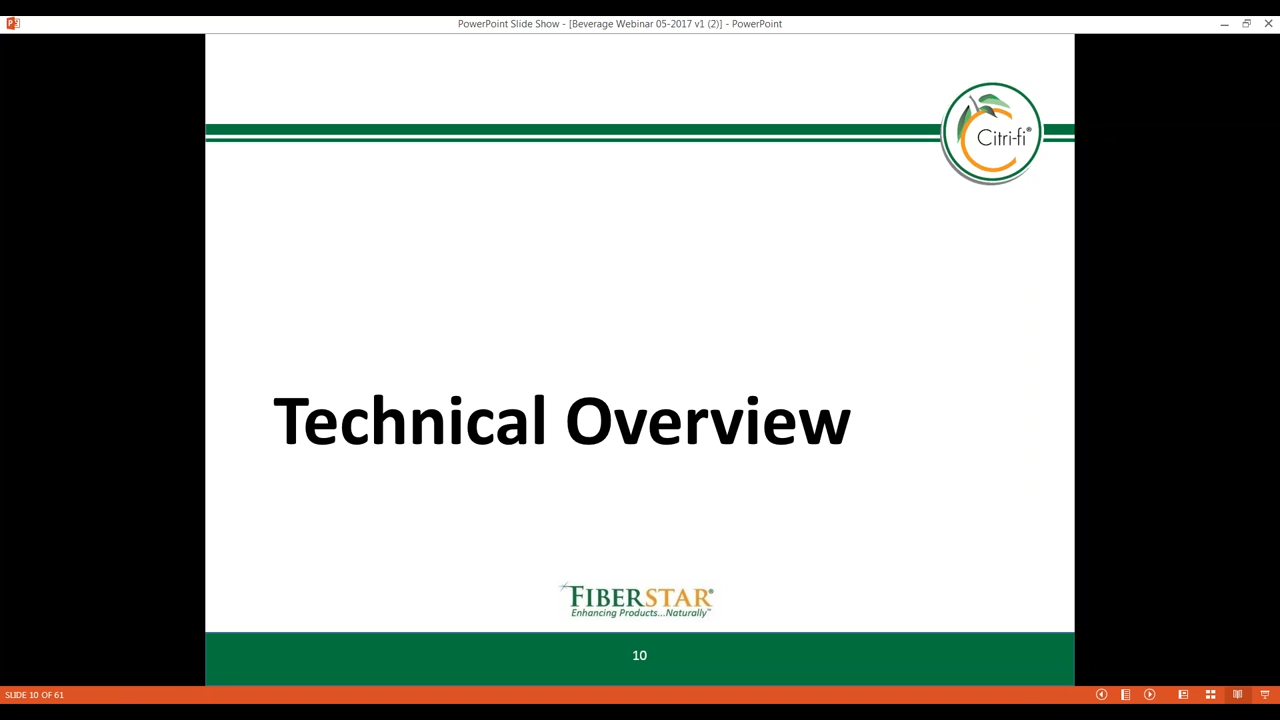 PowerPoint Slide Show - [Beverage Webinar 05-2017 v1 (2)] - PowerPoint
Citri-fi®
Technical Overview
FIBERSTAR®
Enhancing Products...Naturally™
10
SLIDE 10 OF 61